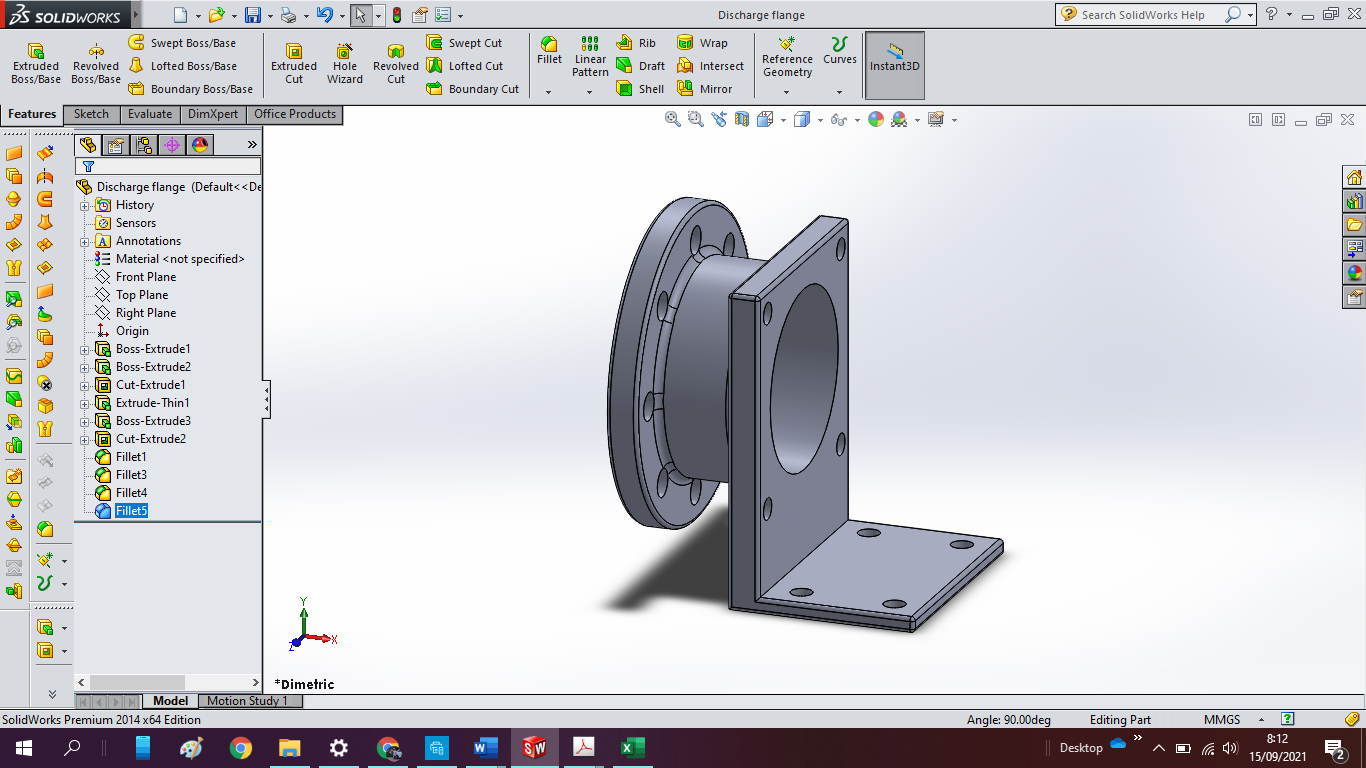 SOLIDWORKS
Discharge flange
Search SolidWorks Help
Extruded Boss/Base
Revolved Boss/Base
Swept Boss/Base
Lofted Boss/Base
Boundary Boss/Base
Extruded Cut
Hole Wizard
Revolved Cut
Swept Cut
Lofted Cut
Boundary Cut
Fillet
Linear Pattern
Rib
Draft
Shell
Wrap
Intersect
Mirror
Reference Geometry
Curves
Instant3D
Features
Sketch
Evaluate
DimXpert
Office Products
Discharge flange (Default<<De
History
Sensors
A Annotations
Material <not specified>
Front Plane
Top Plane
Right Plane
Origin
Boss-Extrude1
Boss-Extrude2
Cut-Extrude1
Extrude-Thin1
Boss-Extrude3
Cut-Extrude2
Fillet1
Fillet3
Fillet4
Fillet5
Y
X
Z
*Dimetric
Model
Motion Study 1
SolidWorks Premium 2014 x64 Edition
Angle: 90.00deg
Editing Part
MMGS
Desktop
8:12
15/09/2021
2